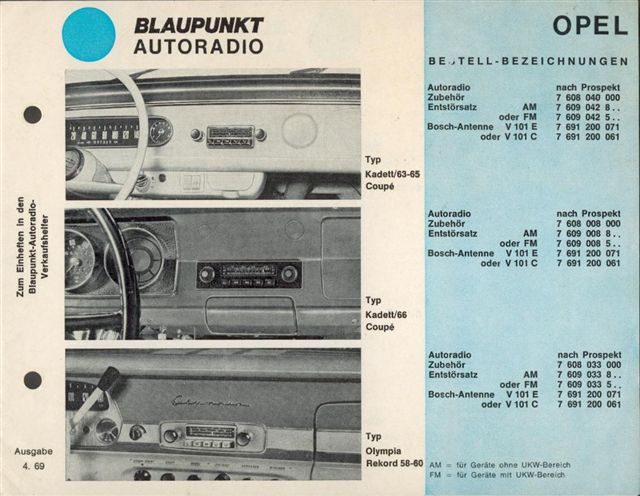 BLAUPUNKT
AUTORADIO
OPEL
BESTELL-BEZEICHNUNGEN
Autoradio nach Prospekt
Zubehör 7 608 040 000
Entstörsatz AM 7 609 042 8 . .
oder FM 7 609 042 5 . .
Bosch-Antenne V 101 E 7 691 200 071
oder V 101 C 7 691 200 061
Typ
Kadett/63-65
Coupé
Autoradio nach Prospekt
Zubehör 7 608 008 000
Entstörsatz AM 7 609 008 8 . .
oder FM 7 609 008 5 . .
Bosch-Antenne V 101 E 7 691 200 071
oder V 101 C 7 691 200 061
Typ
Kadett/66
Coupé
Autoradio nach Prospekt
Zubehör 7 608 033 000
Entstörsatz AM 7 609 033 8 . .
oder FM 7 609 033 5 . .
Bosch-Antenne V 101 E 7 691 200 071
oder V 101 C 7 691 200 061
Typ
Olympia
Rekord 58-60
AM = für Geräte ohne UKW-Bereich
FM = für Geräte mit UKW-Bereich
Zum Einheften in den
Blaupunkt-Autoradio-
Verkaufshelfer
Ausgabe
4. 69